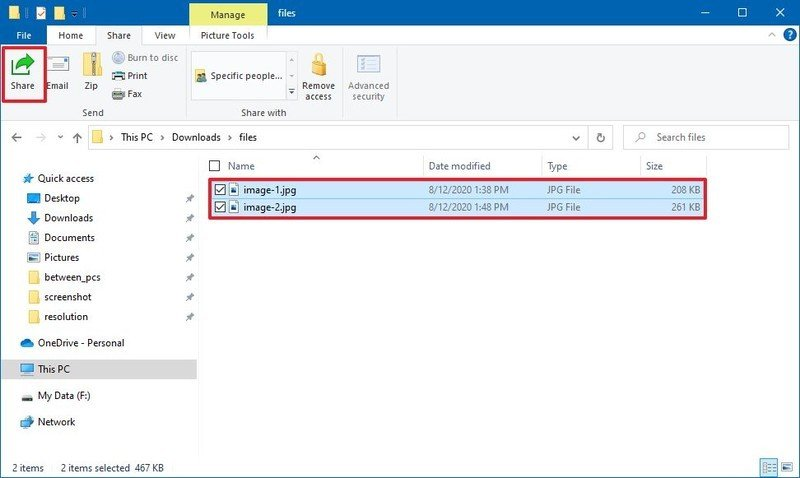 Manage
files
File
Home
Share
View
Picture Tools
Share
Email
Zip
Burn to disc
Print
Fax
Send
Specific people...
Remove access
Advanced security
Share with
This PC > Downloads > files
Search files
Name
Date modified
Type
Size
image-1.jpg 8/12/2020 1:38 PM JPG File 208 KB
image-2.jpg 8/12/2020 1:48 PM JPG File 261 KB
Quick access
Desktop
Downloads
Documents
Pictures
between_pcs
screenshot
resolution
OneDrive - Personal
This PC
My Data (F:)
Network
2 items
2 items selected 467 KB